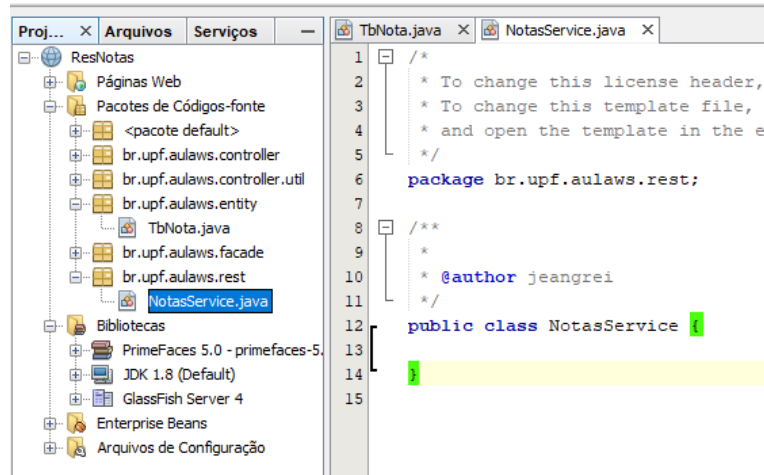 Proj... × Arquivos Serviços —
ResNotas
Páginas Web
Pacotes de Códigos-fonte
<pacote default>
br.upf.aulaws.controller
br.upf.aulaws.controller.util
br.upf.aulaws.entity
TbNota.java
br.upf.aulaws.facade
br.upf.aulaws.rest
NotasService.java
Bibliotecas
PrimeFaces 5.0 - primefaces-5.
JDK 1.8 (Default)
GlassFish Server 4
Enterprise Beans
Arquivos de Configuração
TbNota.java × NotasService.java ×
1 /*
2 * To change this license header,
3 * To change this template file,
4 * and open the template in the e
5 */
6 package br.upf.aulaws.rest;
7
8 /**
9 *
10 * @author jeangrei
11 */
12 public class NotasService {
13
14 }
15